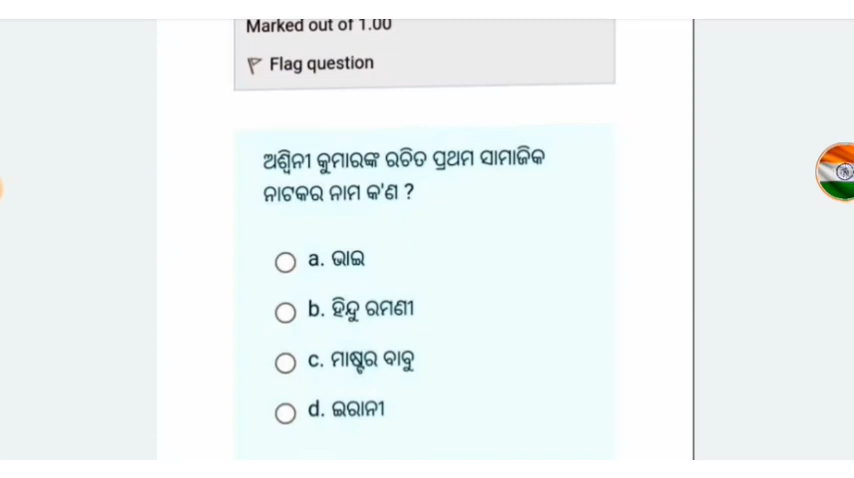 Marked out of 1.00
Flag question
ଅଶ୍ୱିନୀ କୁମାରଙ୍କ ରଚିତ ପ୍ରଥମ ସାମାଜିକ
ନାଟକର ନାମ କ'ଣ ?
a. ଭାଇ
b. ହିନ୍ଦୁ ରମଣୀ
c. ମାଷ୍ଟର ବାବୁ
d. ଇରାନୀ